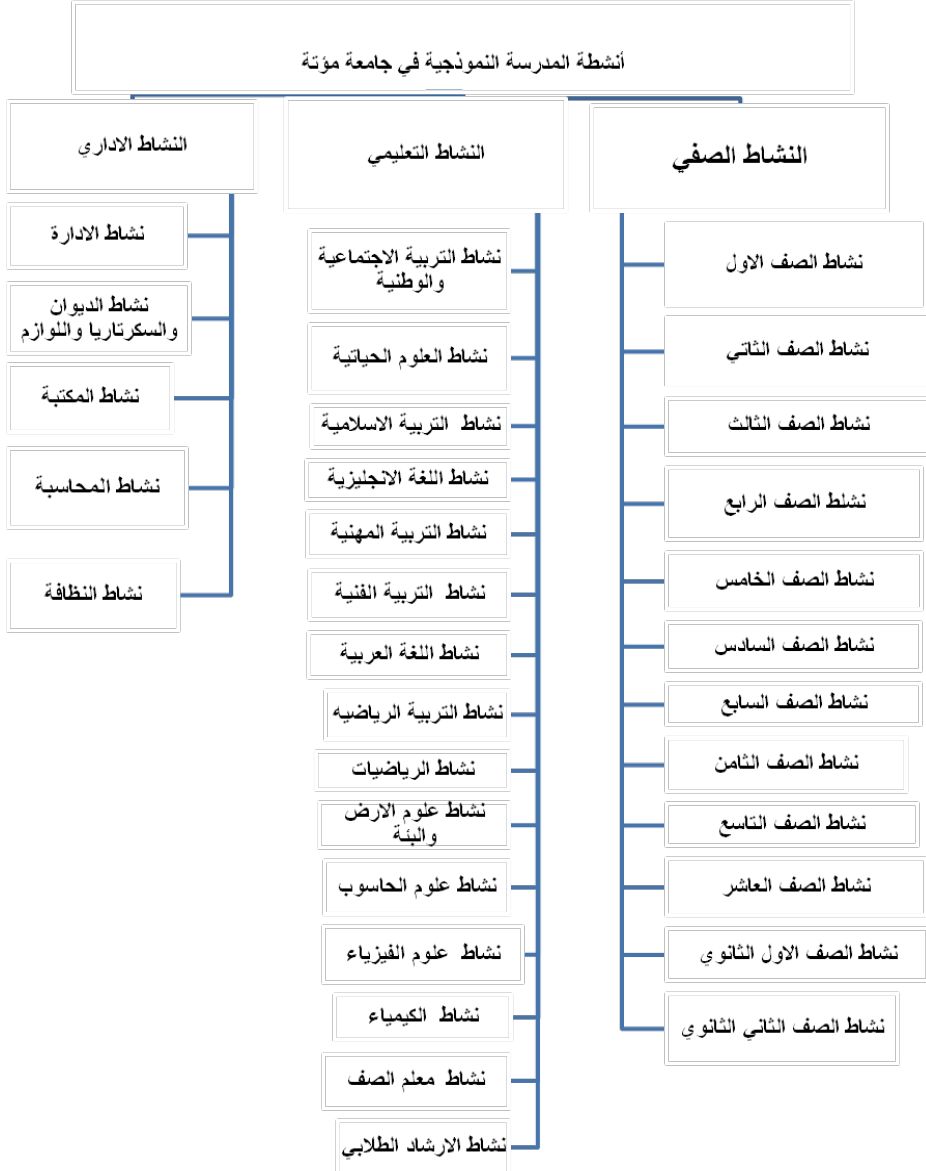 أنشطة المدرسة النموذجية في جامعة مؤتة
النشاط الصفي
نشاط الصف الاول
نشاط الصف الثاتي
نشاط الصف الثالث
نشلط الصف الرابع
نشاط الصف الخامس
نشاط الصف السادس
نشاط الصف السابع
نشاط الصف الثامن
نشاط الصف التاسع
نشاط الصف العاشر
نشاط الصف الاول الثانوي
نشاط الصف الثاني الثانوي
النشاط التعليمي
نشاط التربية الاجتماعية
والوطنية
نشاط العلوم الحياتية
نشاط التربية الاسلامية
نشاط اللغة الانجليزية
نشاط التربية المهنية
نشاط التربية الفنية
نشاط اللغة العربية
نشاط التربية الرياضيه
نشاط الرياضيات
نشاط علوم الارض
والبئة
نشاط علوم الحاسوب
نشاط علوم الفيزياء
نشاط الكيمياء
نشاط معلم الصف
نشاط الارشاد الطلابي
النشاط الاداري
نشاط الادارة
نشاط الديوان
والسكرتاريا واللوازم
نشاط المكتبة
نشاط المحاسبة
نشاط النظافة